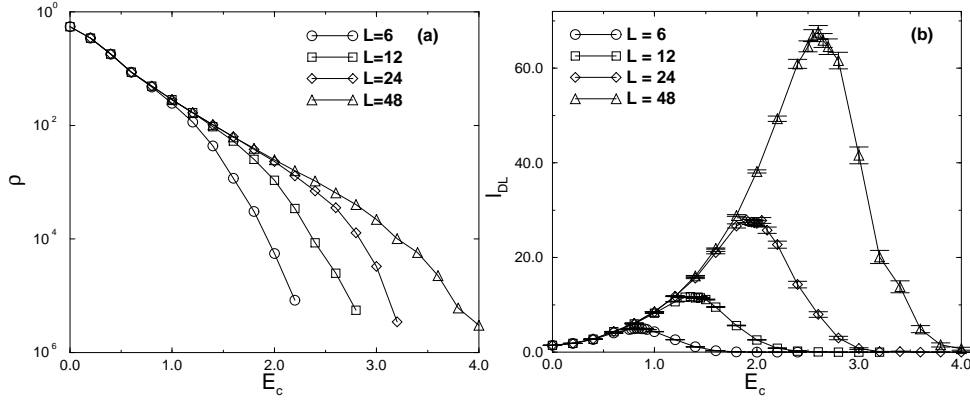 10^0
10^2
10^4
10^6
ρ
(a)
L=6
L=12
L=24
L=48
0.0 1.0 2.0 3.0 4.0
E_c
60.0
40.0
20.0
0.0
I_DL
(b)
L = 6
L = 12
L = 24
L = 48
0.0 1.0 2.0 3.0 4.0
E_c